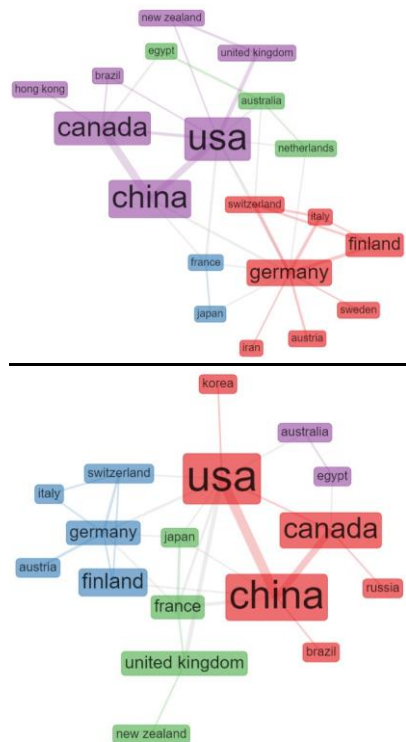 new zealand
egypt
united kingdom
brazil
hong kong
australia
canada
usa
netherlands
china
switzerland
italy
finland
france
germany
japan
sweden
austria
iran
korea
australia
switzerland
usa
egypt
italy
germany
japan
canada
austria
finland
china
russia
france
brazil
united kingdom
new zealand